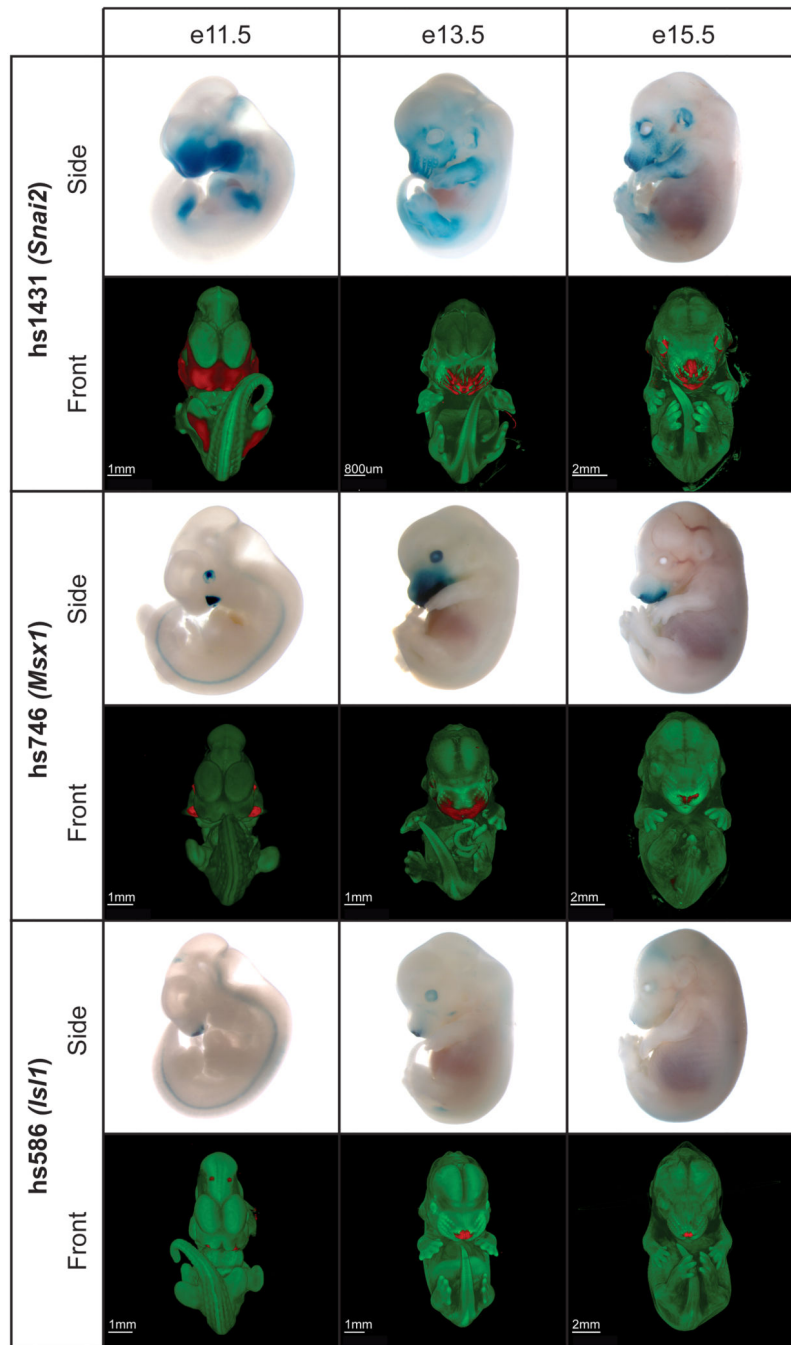 e11.5 e13.5 e15.5
hs1431 (Snai2)
Side
Front
1mm 800um 2mm
hs746 (Msx1)
Side
Front
1mm 1mm 2mm
hs586 (Isl1)
Side
Front
1mm 1mm 2mm